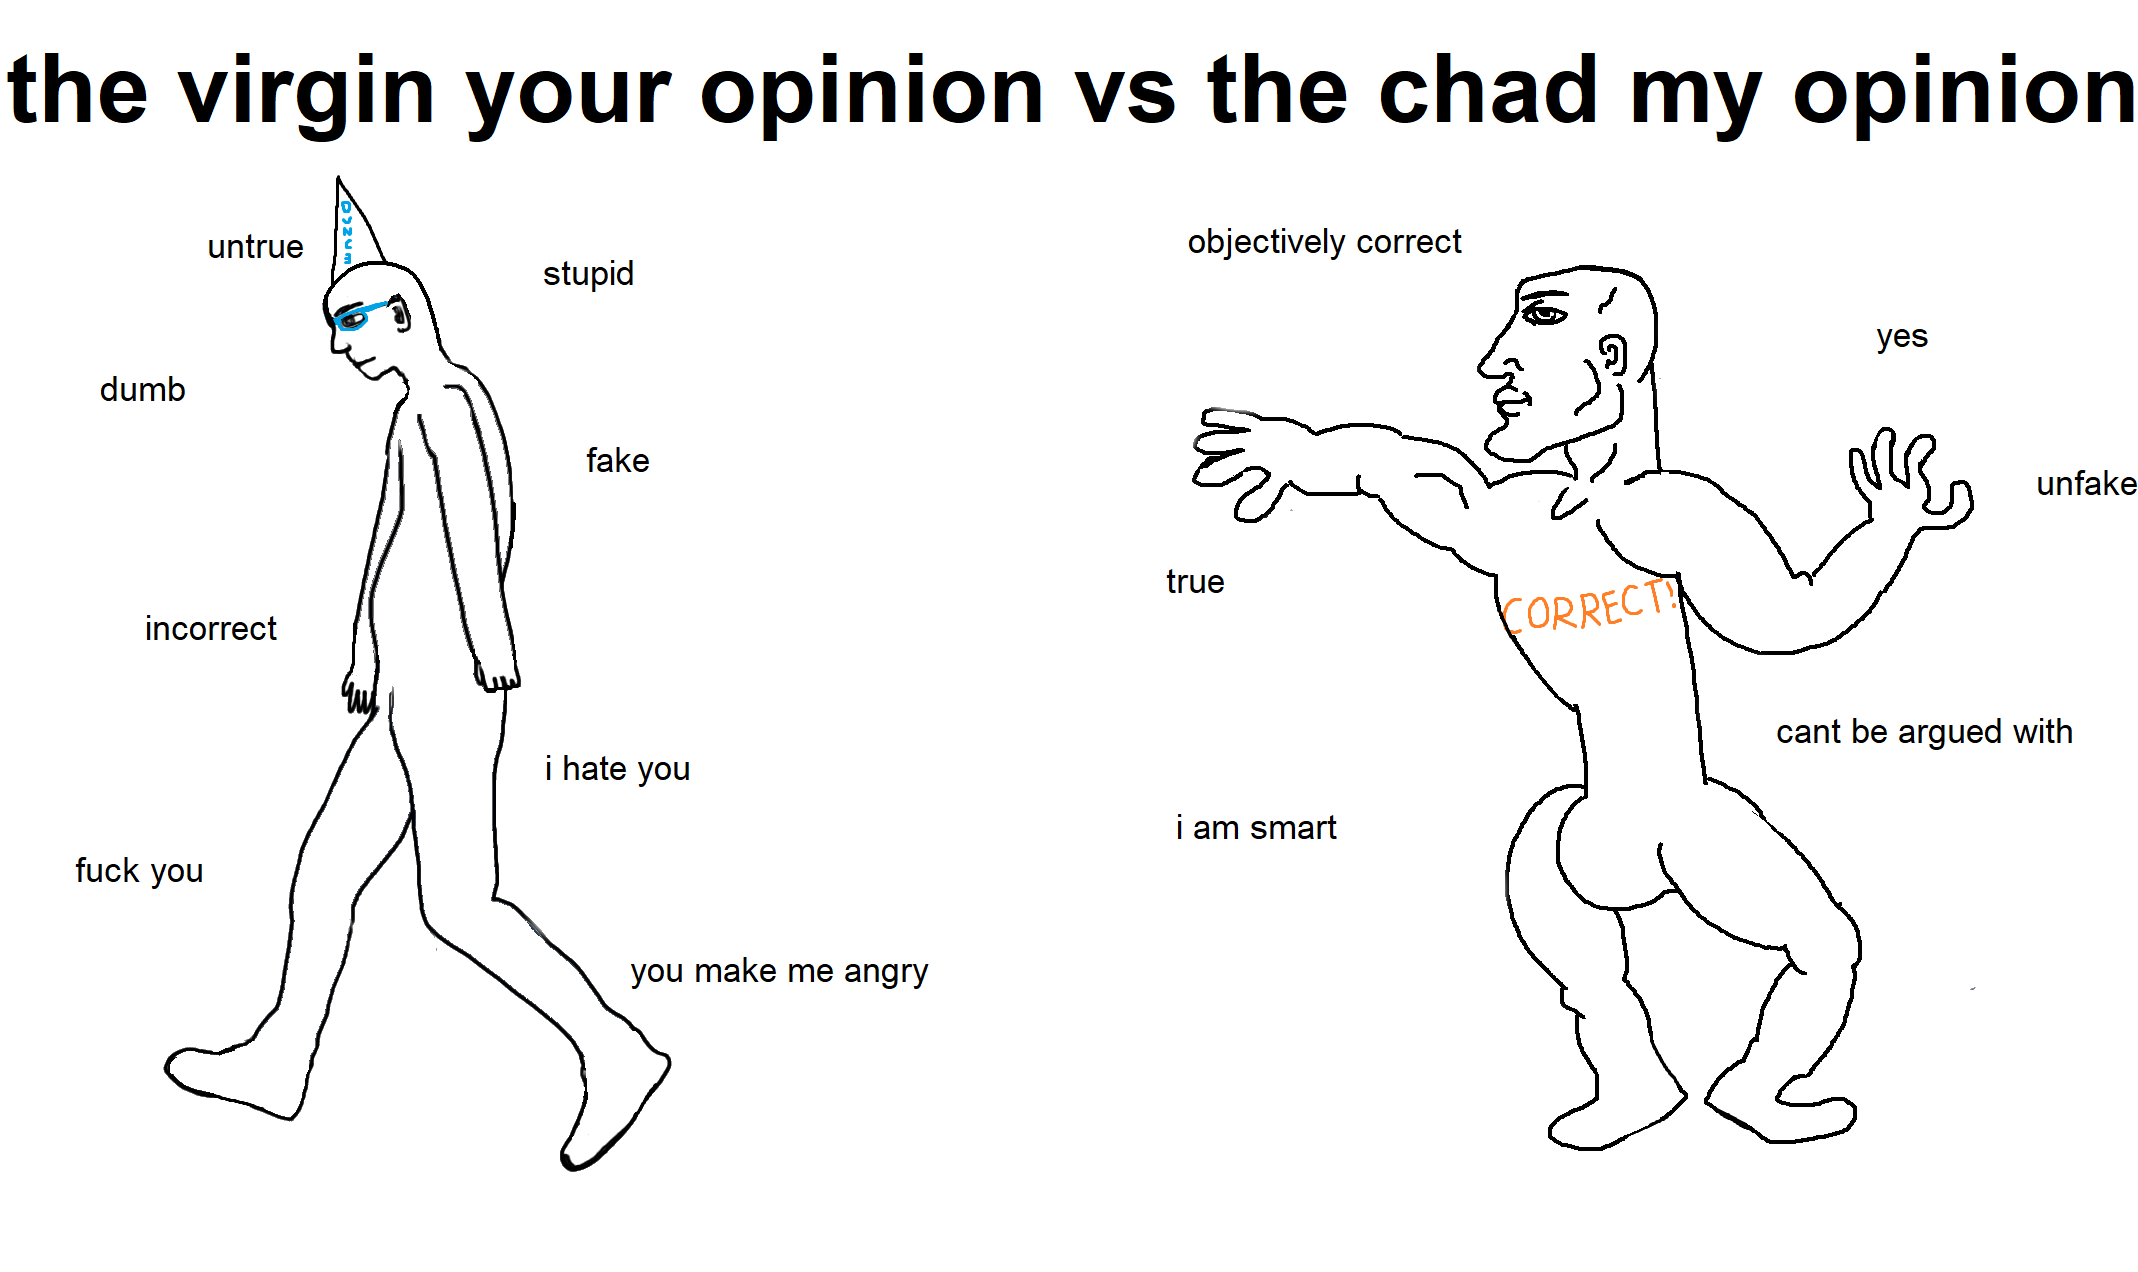 the virgin your opinion vs the chad my opinion
untrue
stupid
dumb
fake
incorrect
i hate you
fuck you
you make me angry
objectively correct
yes
unfake
true
CORRECT!
cant be argued with
i am smart